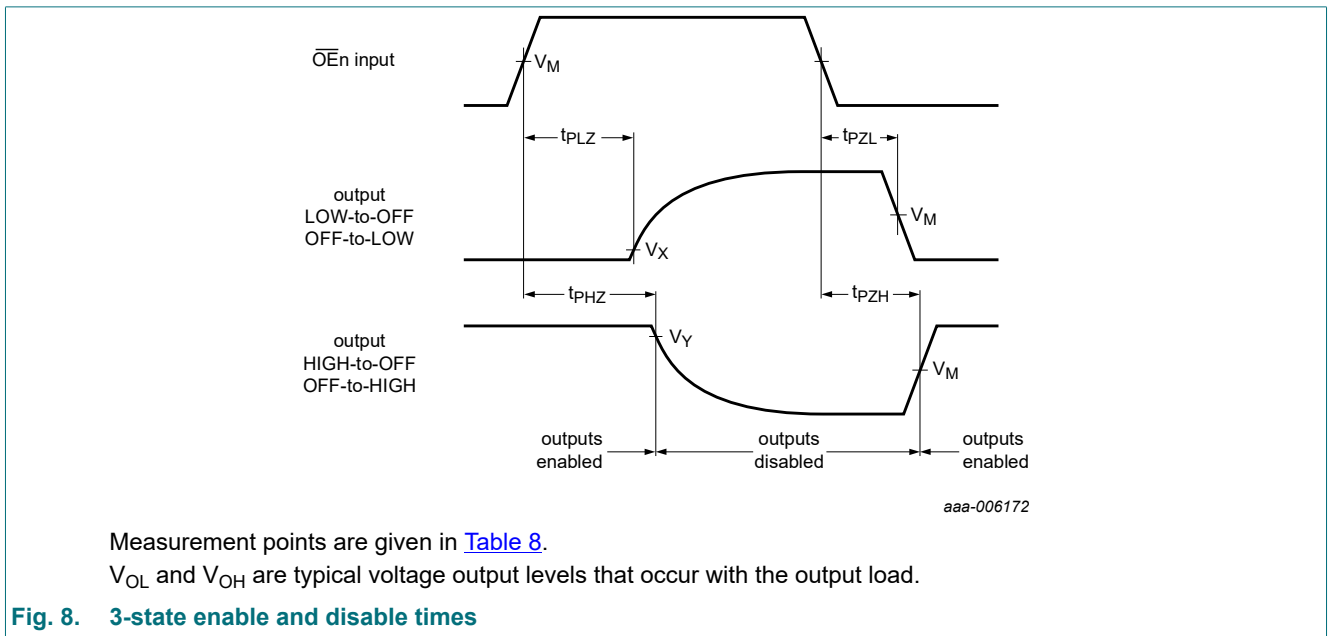 OEn input
VM
tPLZ
tPZL
output
LOW-to-OFF
OFF-to-LOW
VM
VX
tPHZ
tPZH
output
HIGH-to-OFF
OFF-to-HIGH
VY
VM
outputs enabled
outputs disabled
outputs enabled
aaa-006172
Measurement points are given in Table 8.
VOL and VOH are typical voltage output levels that occur with the output load.
Fig. 8. 3-state enable and disable times